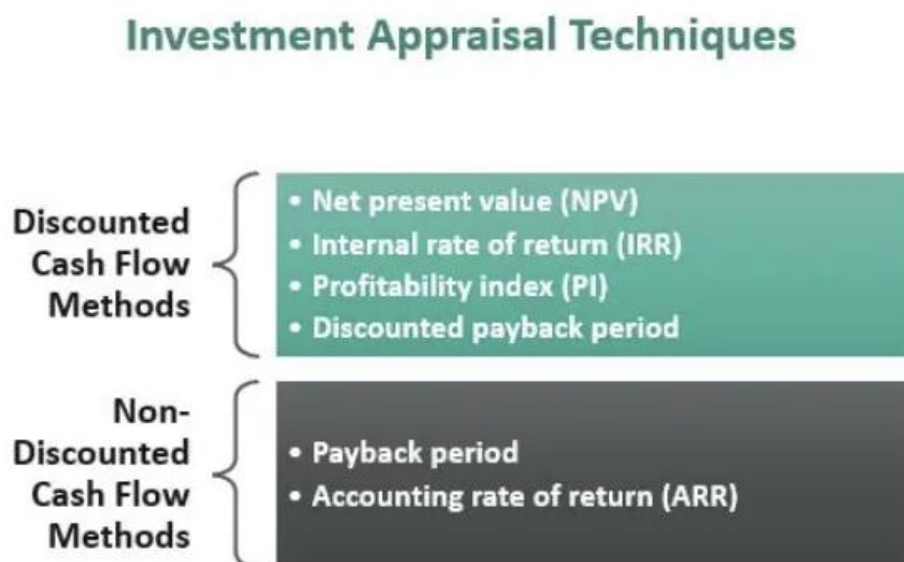 Investment Appraisal Techniques
Discounted
Cash Flow
Methods
• Net present value (NPV)
• Internal rate of return (IRR)
• Profitability index (PI)
• Discounted payback period
Non-
Discounted
Cash Flow
Methods
• Payback period
• Accounting rate of return (ARR)